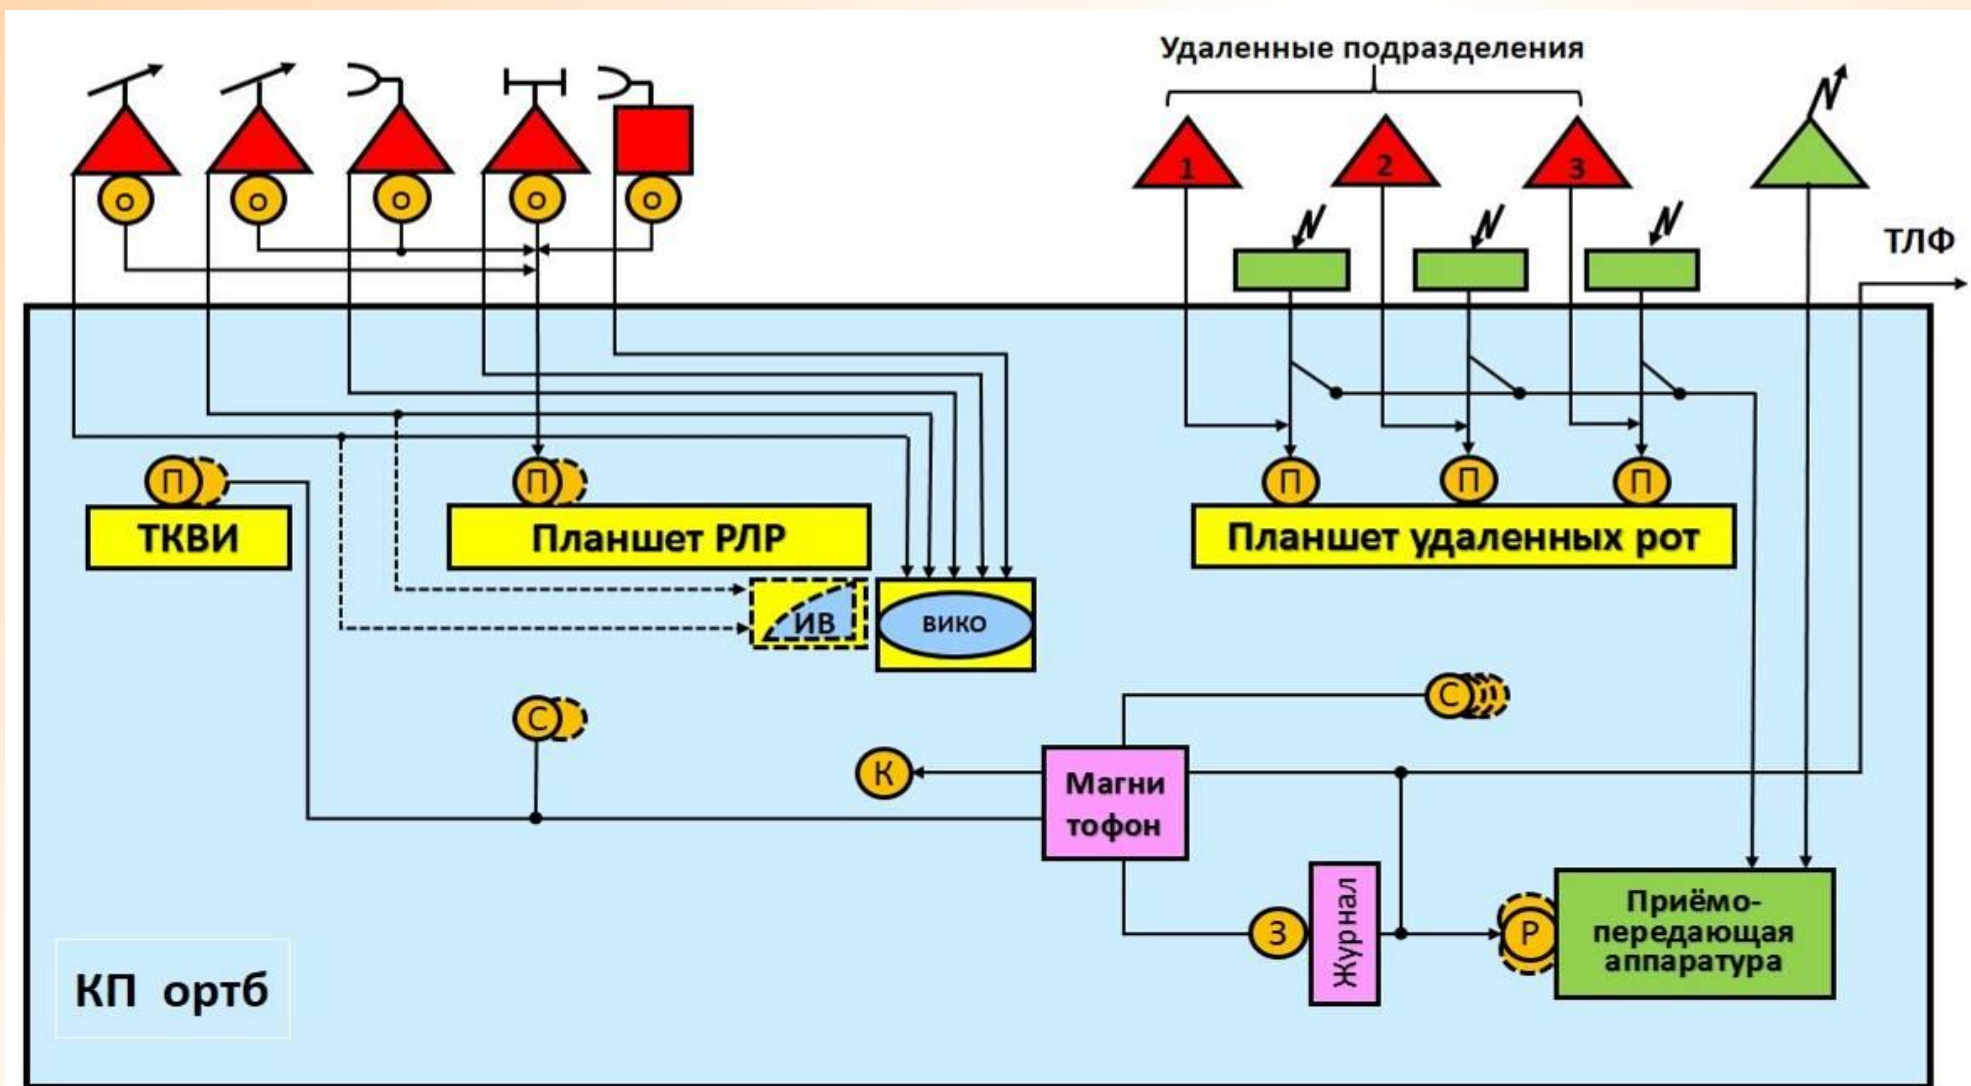 Удаленные подразделения
1
2
3
О
О
О
О
О
ТЛФ
П
П
П
П
П
ТКВИ
Планшет РЛР
Планшет удаленных рот
ИВ
ВИКО
С
С
К
Магни
тофон
З
Журнал
Р
Приёмо-
передающая
аппаратура
КП ортб